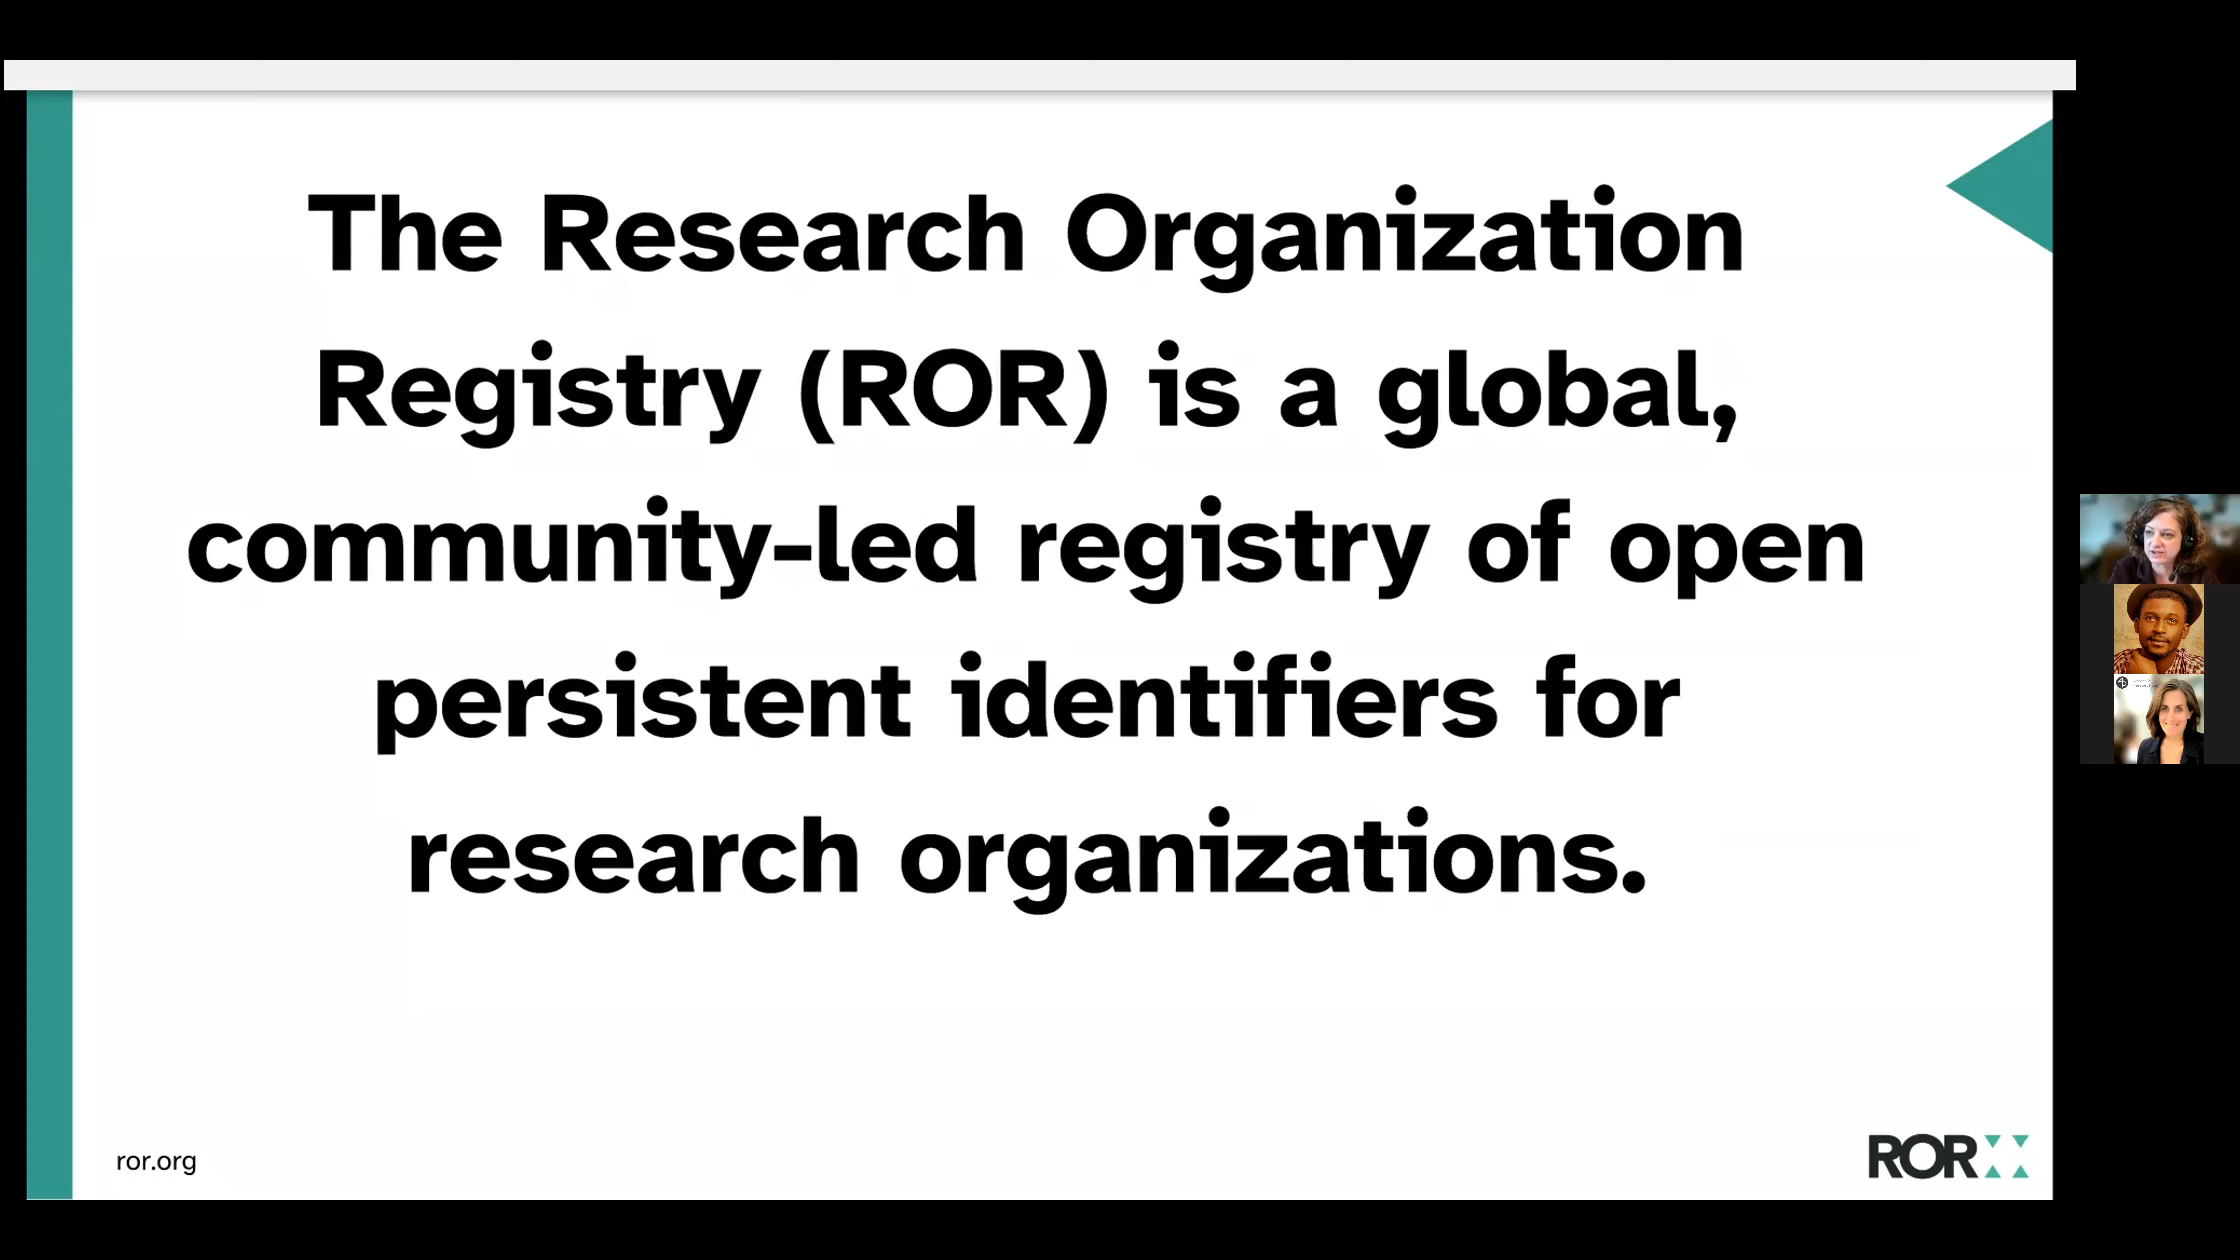 The Research Organization
Registry (ROR) is a global,
community-led registry of open
persistent identifiers for
research organizations.
ror.org
ROR